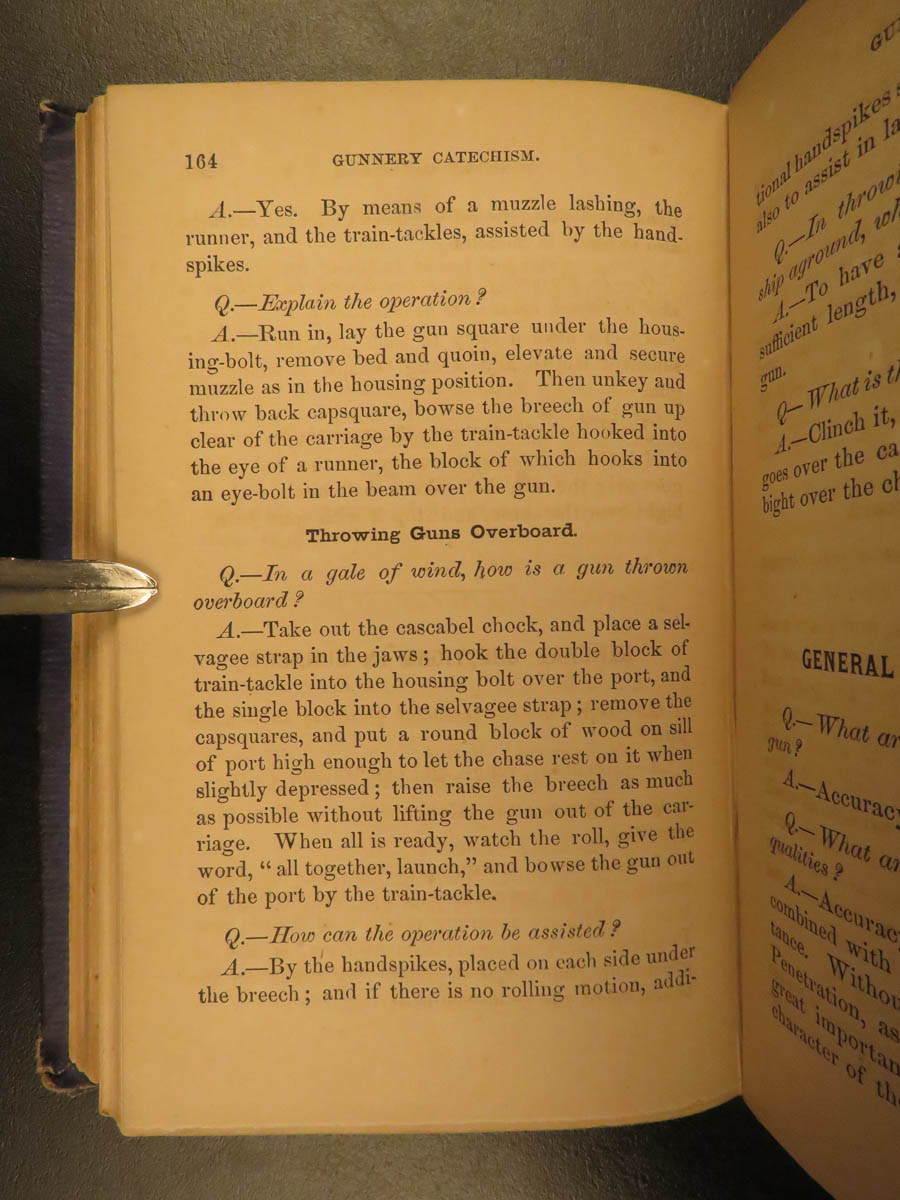 164 GUNNERY CATECHISM.
A.—Yes. By means of a muzzle lashing, the
runner, and the train-tackles, assisted by the hand-
spikes.
Q.—Explain the operation?
A.—Run in, lay the gun square under the hous-
ing-bolt, remove bed and quoin, elevate and secure
muzzle as in the housing position. Then unkey and
throw back capsquare, bowse the breech of gun up
clear of the carriage by the train-tackle hooked into
the eye of a runner, the block of which hooks into
an eye-bolt in the beam over the gun.
Throwing Guns Overboard.
Q.—In a gale of wind, how is a gun thrown
overboard?
A.—Take out the cascabel chock, and place a sel-
vagee strap in the jaws; hook the double block of
train-tackle into the housing bolt over the port, and
the single block into the selvagee strap; remove the
capsquares, and put a round block of wood on sill
of port high enough to let the chase rest on it when
slightly depressed; then raise the breech as much
as possible without lifting the gun out of the car-
riage. When all is ready, watch the roll, give the
word, “all together, launch,” and bowse the gun out
of the port by the train-tackle.
Q.—How can the operation be assisted?
A.—By the handspikes, placed on each side under
the breech; and if there is no rolling motion, addi-
tional handspikes
also to assist in
Q.—In
ship aground,
A.—To have
sufficient length,
gun.
Q—What is
A.—Clinch it,
goes over the
bight over the
GENERAL
Q.—What
gun?
A.—Accuracy
Q.—What
qualities?
A.—Accuracy
combined with
tance.
Penetration, as
great
character of